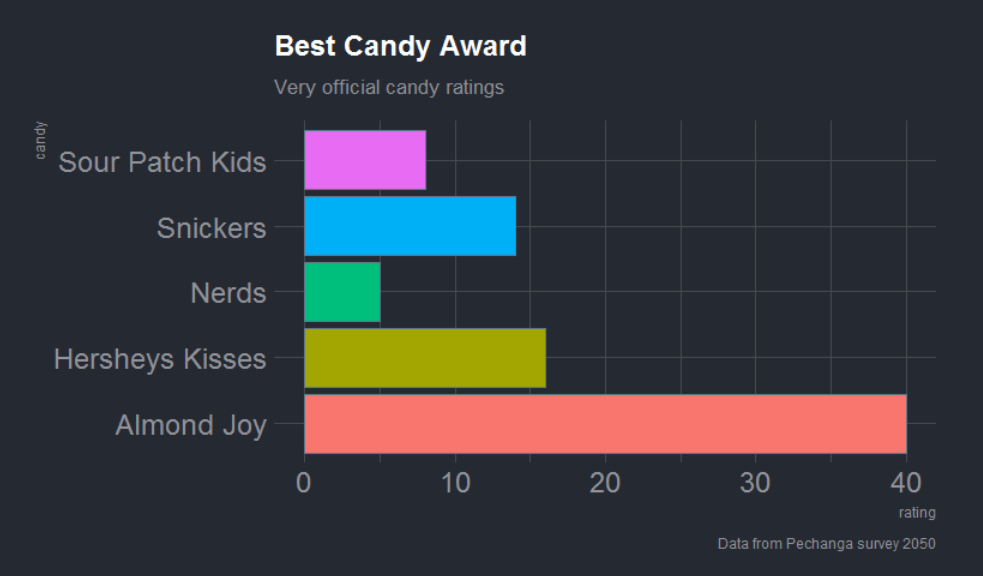 Best Candy Award
Very official candy ratings
candy
Sour Patch Kids
Snickers
Nerds
Hersheys Kisses
Almond Joy
0 10 20 30 40
rating
Data from Pechanga survey 2050